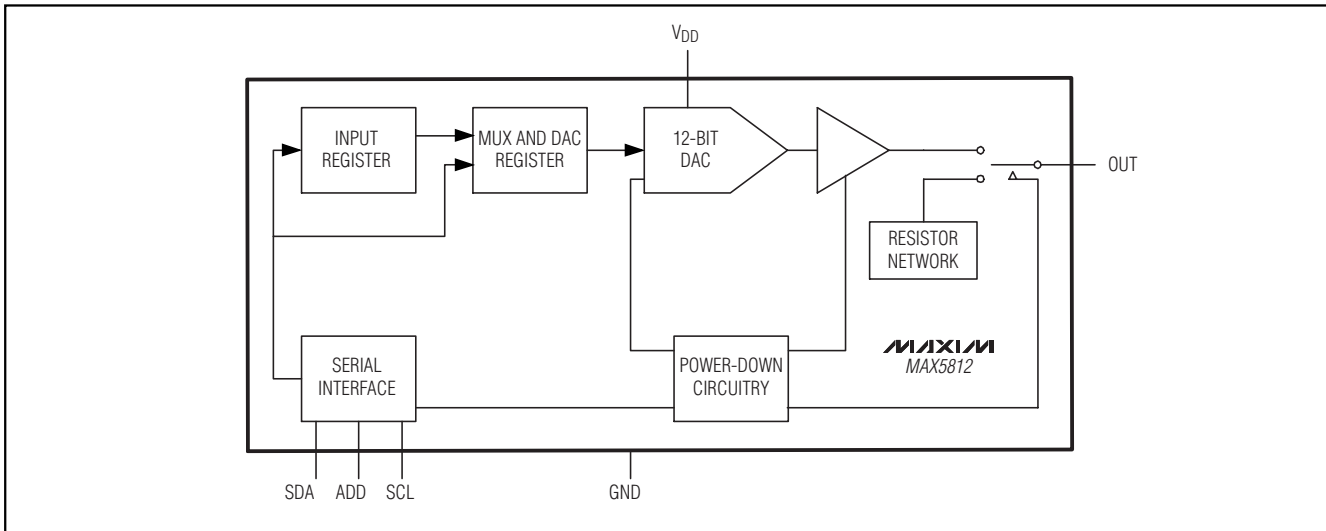 VDD
INPUT
REGISTER
MUX AND DAC
REGISTER
12-BIT
DAC
OUT
RESISTOR
NETWORK
SERIAL
INTERFACE
POWER-DOWN
CIRCUITRY
MAXIM
MAX5812
SDA ADD SCL GND